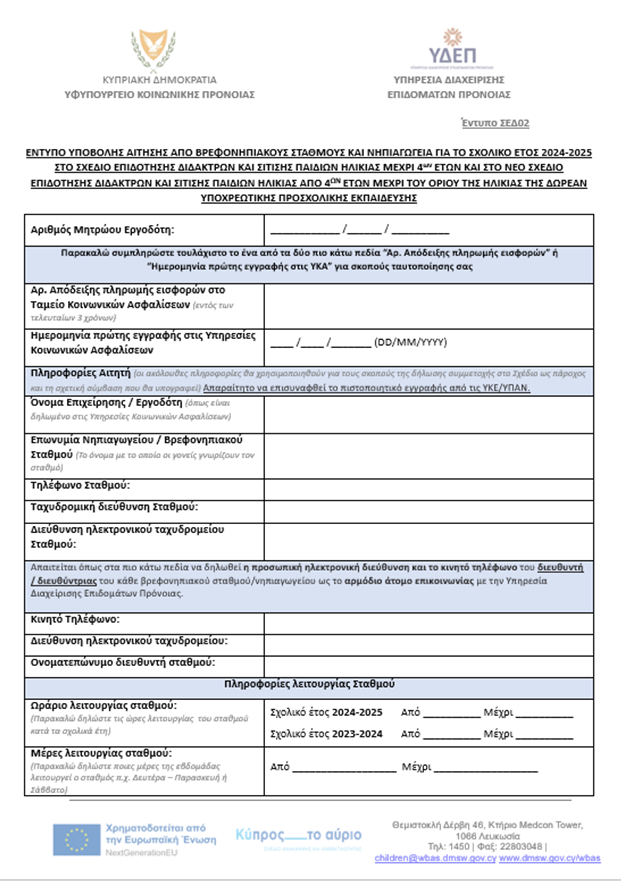 ΚΥΠΡΙΑΚΗ ΔΗΜΟΚΡΑΤΙΑ
ΥΦΥΠΟΥΡΓΕΙΟ ΚΟΙΝΩΝΙΚΗΣ ΠΡΟΝΟΙΑΣ
ΥΔΕΠ
ΥΠΗΡΕΣΙΑ ΔΙΑΧΕΙΡΙΣΗΣ
ΕΠΙΔΟΜΑΤΩΝ ΠΡΟΝΟΙΑΣ
Έντυπο ΣΕΔ02
ΕΝΤΥΠΟ ΥΠΟΒΟΛΗΣ ΑΙΤΗΣΗΣ ΑΠΟ ΒΡΕΦΟΝΗΠΙΑΚΟΥΣ ΣΤΑΘΜΟΥΣ ΚΑΙ ΝΗΠΙΑΓΩΓΕΙΑ ΓΙΑ ΤΟ ΣΧΟΛΙΚΟ ΕΤΟΣ 2024-2025
ΣΤΟ ΣΧΕΔΙΟ ΕΠΙΔΟΤΗΣΗΣ ΔΙΔΑΚΤΡΩΝ ΚΑΙ ΣΙΤΙΣΗΣ ΠΑΙΔΙΩΝ ΗΛΙΚΙΑΣ ΜΕΧΡΙ 4ων ΕΤΩΝ ΚΑΙ ΣΤΟ ΝΕΟ ΣΧΕΔΙΟ
ΕΠΙΔΟΤΗΣΗΣ ΔΙΔΑΚΤΡΩΝ ΚΑΙ ΣΙΤΙΣΗΣ ΠΑΙΔΙΩΝ ΗΛΙΚΙΑΣ ΑΠΟ 4ΩΝ ΕΤΩΝ ΜΕΧΡΙ ΤΟΥ ΟΡΙΟΥ ΤΗΣ ΗΛΙΚΙΑΣ ΤΗΣ ΔΩΡΕΑΝ
ΥΠΟΧΡΕΩΤΙΚΗΣ ΠΡΟΣΧΟΛΙΚΗΣ ΕΚΠΑΙΔΕΥΣΗΣ
Αριθμός Μητρώου Εργοδότη: ____________ /______ / __________
Παρακαλώ συμπληρώστε τουλάχιστο το ένα από τα δύο πιο κάτω πεδία "Αρ. Απόδειξης πληρωμής εισφορών" ή
"Ημερομηνία πρώτης εγγραφής στις ΥΚΑ" για σκοπούς ταυτοποίησης σας
Αρ. Απόδειξης πληρωμής εισφορών στο
Ταμείο Κοινωνικών Ασφαλίσεων (εντός των
τελευταίων 3 χρόνων)
Ημερομηνία πρώτης εγγραφής στις Υπηρεσίες
Κοινωνικών Ασφαλίσεων
____ /____ /_______ (DD/MM/YYYY)
Πληροφορίες Αιτητή (οι ακόλουθες πληροφορίες θα χρησιμοποιηθούν για τους σκοπούς της δήλωσης συμμετοχής στο Σχέδιο ως πάροχος
και τη σχετική σύμβαση που θα υπογραφεί) Απαραίτητο να επισυναφθεί το πιστοποιητικό εγγραφής από τις ΥΚΕ/ΥΠΑΝ.
Όνομα Επιχείρησης / Εργοδότη (όπως είναι
δηλωμένο στις Υπηρεσίες Κοινωνικών Ασφαλίσεων)
Επωνυμία Νηπιαγωγείου / Βρεφονηπιακού
Σταθμού (Το όνομα με το οποίο οι γονείς γνωρίζουν τον
σταθμό)
Τηλέφωνο Σταθμού:
Ταχυδρομική διεύθυνση Σταθμού:
Διεύθυνση ηλεκτρονικού ταχυδρομείου
Σταθμού:
Απαιτείται όπως στα πιο κάτω πεδία να δηλωθεί η προσωπική ηλεκτρονική διεύθυνση και το κινητό τηλέφωνο του διευθυντή
/ διευθύντριας του κάθε βρεφονηπιακού σταθμού/νηπιαγωγείου ως το αρμόδιο άτομο επικοινωνίας με την Υπηρεσία
Διαχείρισης Επιδομάτων Πρόνοιας.
Κινητό Τηλέφωνο:
Διεύθυνση ηλεκτρονικού ταχυδρομείου:
Ονοματεπώνυμο διευθυντή σταθμού:
Πληροφορίες λειτουργίας Σταθμού
Ωράριο λειτουργίας σταθμού:
(Παρακαλώ δηλώστε τις ώρες λειτουργίας του σταθμού
κατά τα σχολικά έτη)
Σχολικό έτος 2024-2025 Από __________ Μέχρι __________
Σχολικό έτος 2023-2024 Από __________ Μέχρι __________
Μέρες λειτουργίας σταθμού:
(Παρακαλώ δηλώστε ποιες μέρες της εβδομάδας
λειτουργεί ο σταθμός π.χ. Δευτέρα – Παρασκευή ή
Σάββατο)
Από __________________ Μέχρι __________________
Χρηματοδοτείται από
την Ευρωπαϊκή Ένωση
NextGenerationEU
Κύπρος___το αύριο
Θεμιστοκλή Δέρβη 46, Κτήριο Medcon Tower,
1066 Λευκωσία
Τηλ: 1450 | Φαξ: 22803048 |
children@wbas.dmsw.gov.cy www.dmsw.gov.cy/wbas